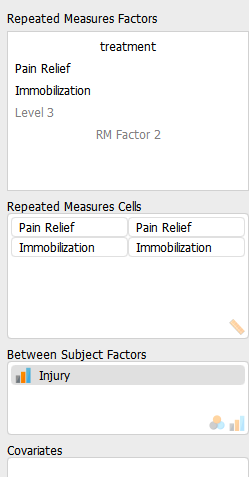 Repeated Measures Factors
treatment
Pain Relief
Immobilization
Level 3
RM Factor 2
Repeated Measures Cells
Pain Relief Pain Relief
Immobilization Immobilization
Between Subject Factors
Injury
Covariates